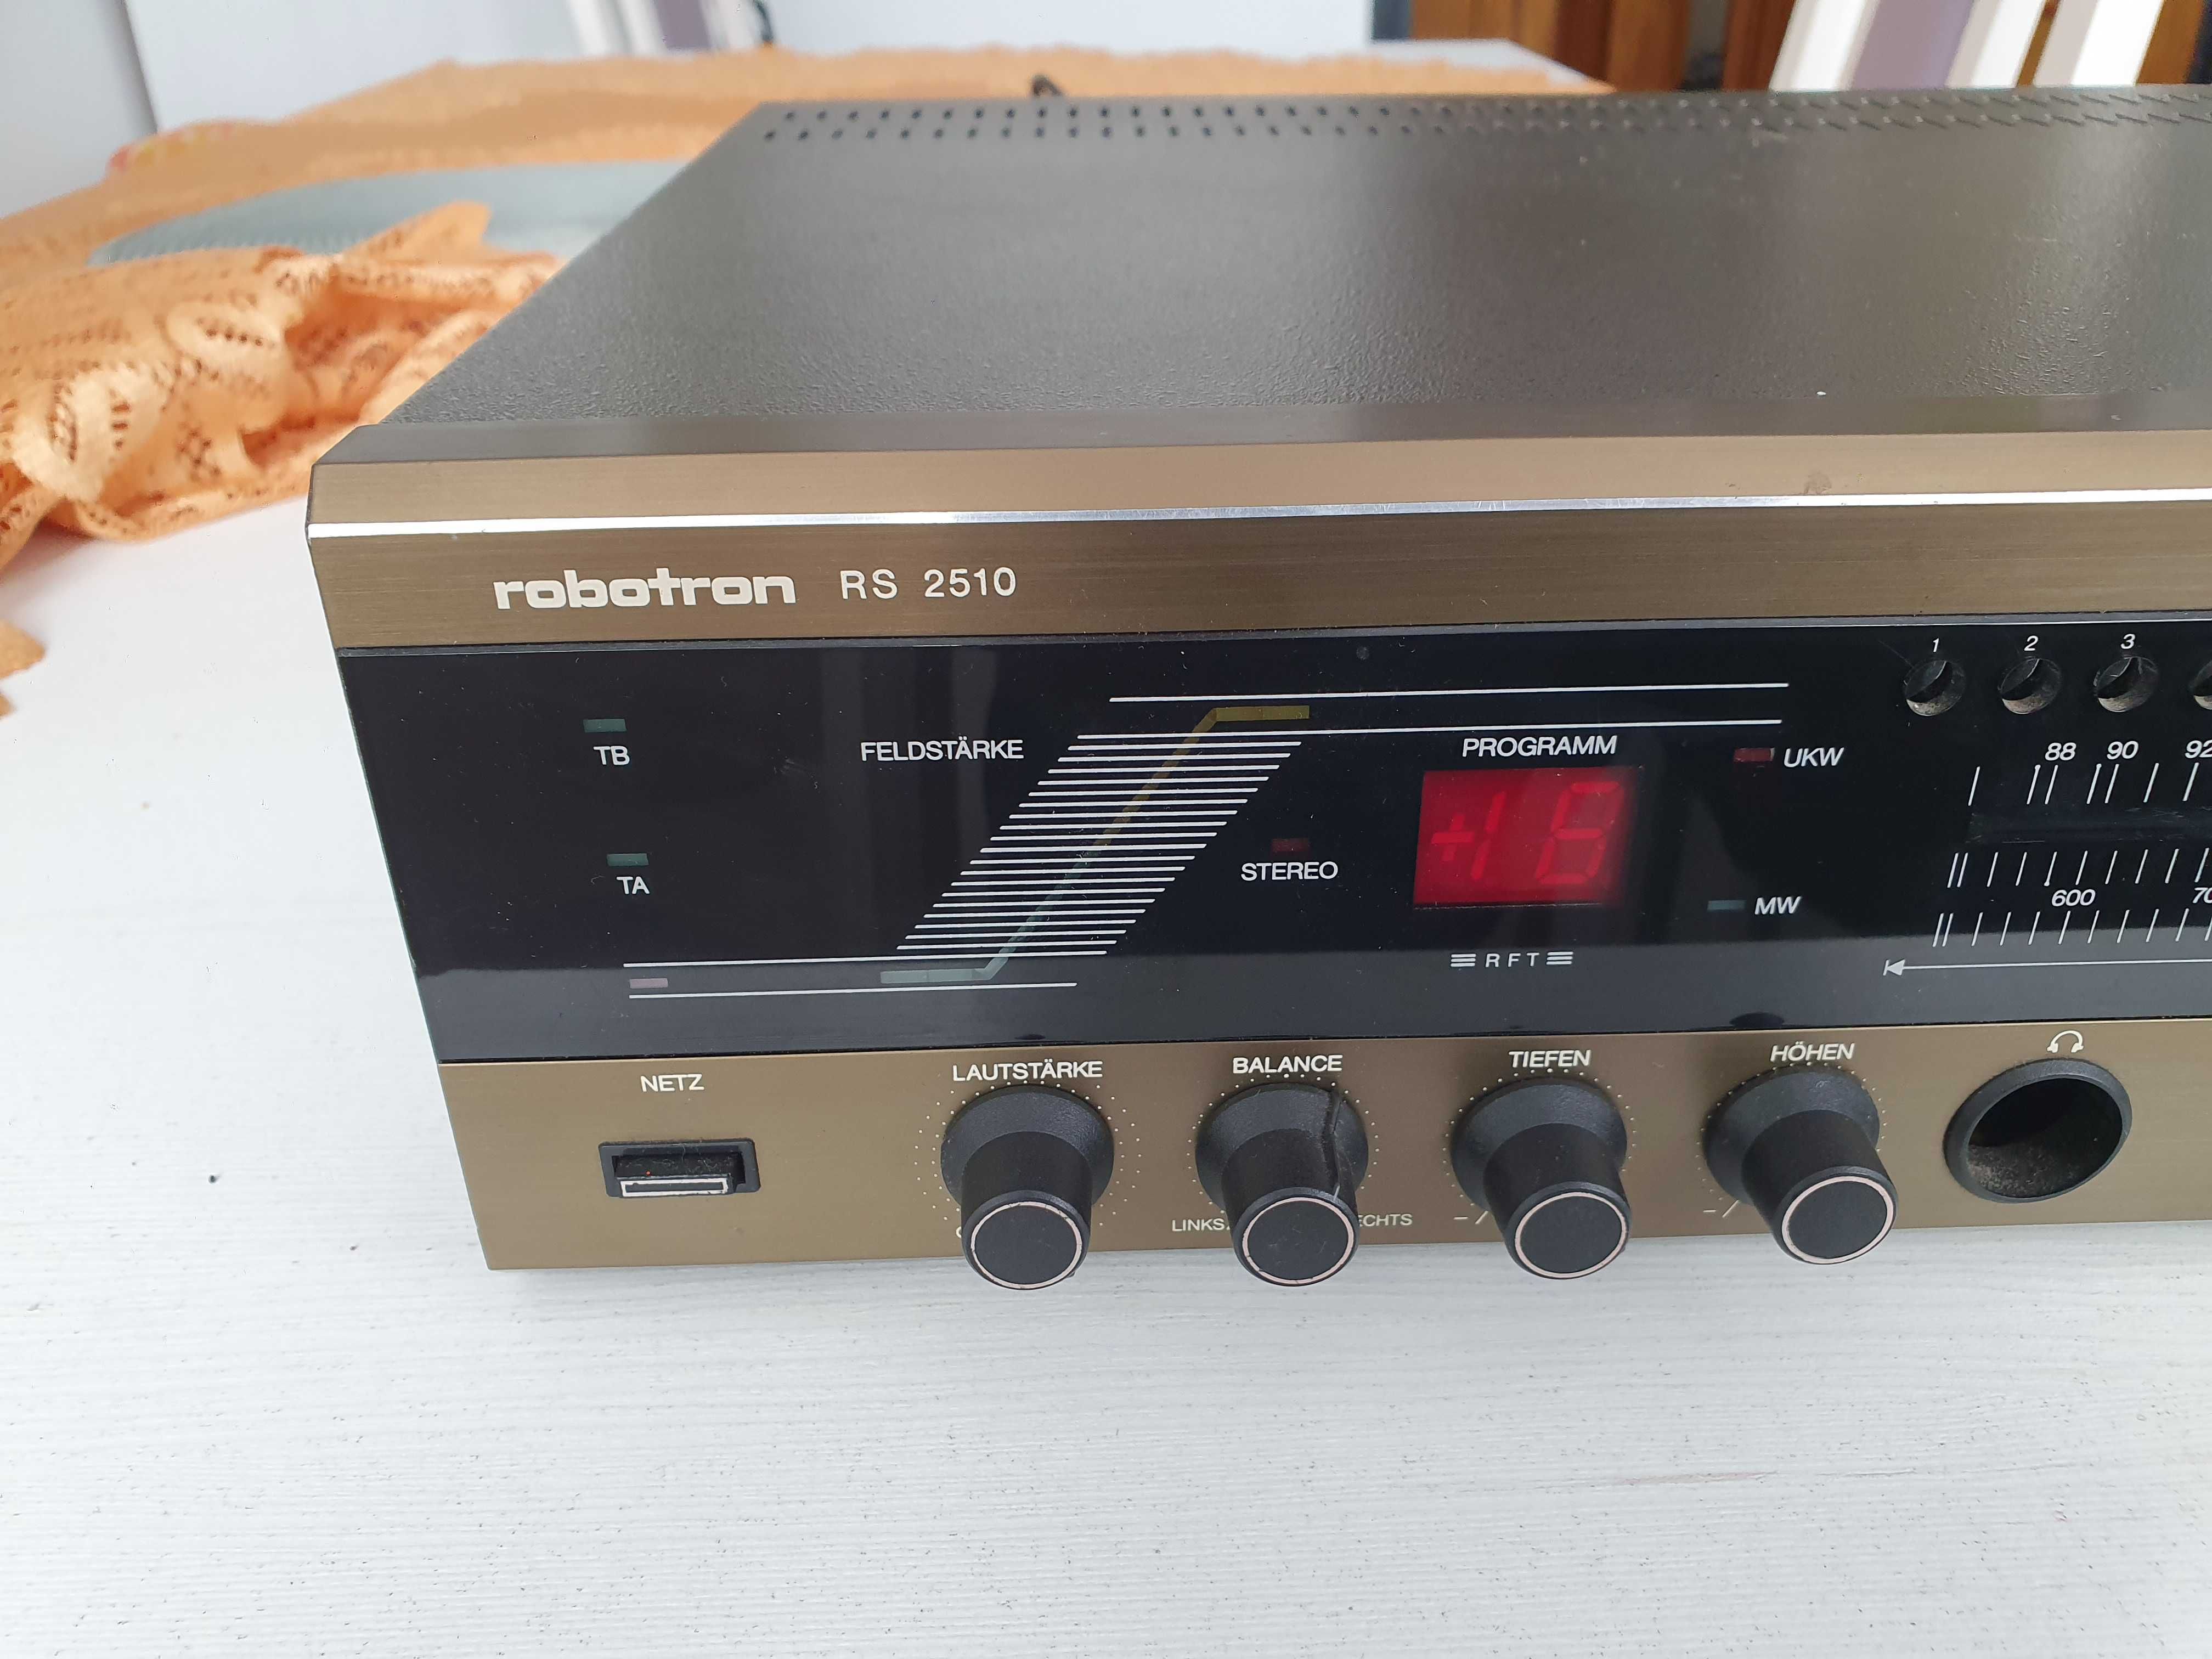 robotron RS 2510
1 2 3
TB
FELDSTÄRKE
PROGRAMM
UKW
88 90 92
TA
STEREO
MW
600
RFT
NETZ
LAUTSTÄRKE
BALANCE
TIEFEN
HÖHEN
LINKS